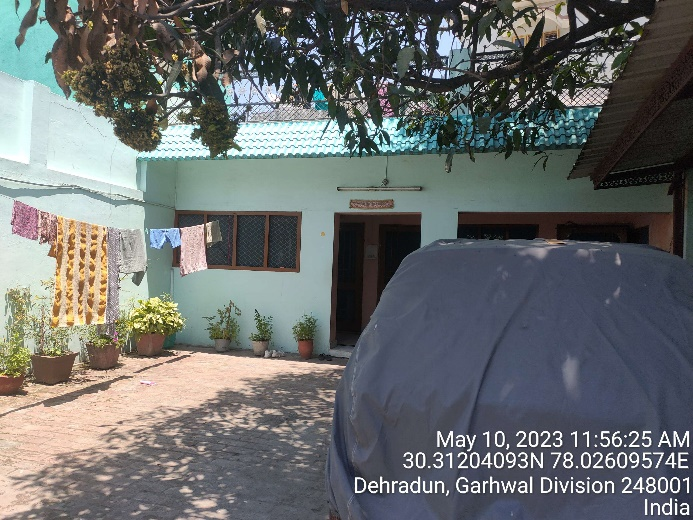 May 10, 2023 11:56:25 AM
30.31204093N 78.02609574E
Dehradun, Garhwal Division 248001
India